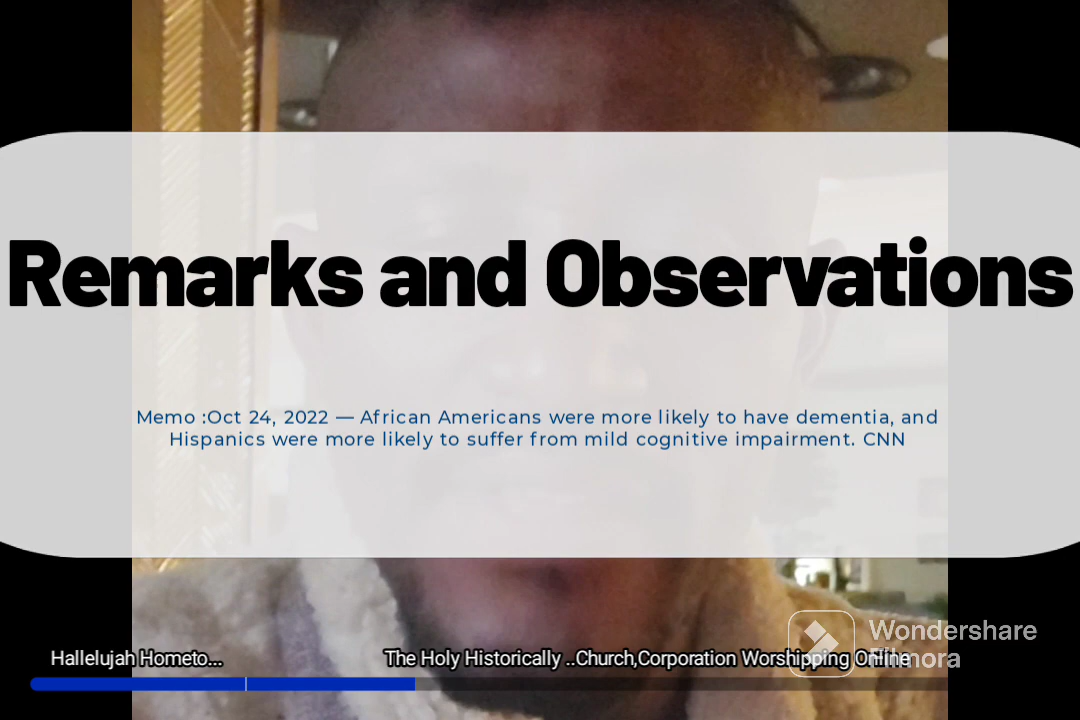 Remarks and Observations
Memo :Oct 24, 2022 — African Americans were more likely to have dementia, and
Hispanics were more likely to suffer from mild cognitive impairment. CNN
Hallelujah Hometo...
The Holy Historically ..Church,Corporation Worshipping Online
Wondershare
Filmora